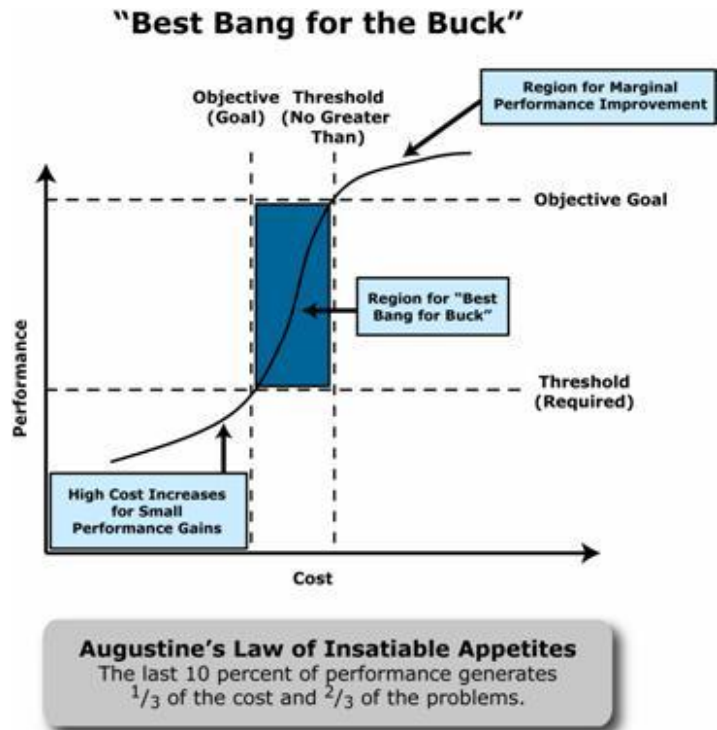 “Best Bang for the Buck”
Region for Marginal
Performance Improvement
Objective
(Goal)
Threshold
(No Greater
Than)
Objective Goal
Region for “Best
Bang for Buck”
Threshold
(Required)
Performance
High Cost Increases
for Small
Performance Gains
Cost
Augustine’s Law of Insatiable Appetites
The last 10 percent of performance generates
1/3 of the cost and 2/3 of the problems.